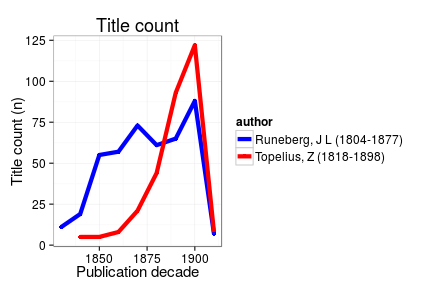 Title count
Title count (n)
125
100
75
50
25
0
1850 1875 1900
Publication decade
author
Runeberg, J L (1804-1877)
Topelius, Z (1818-1898)